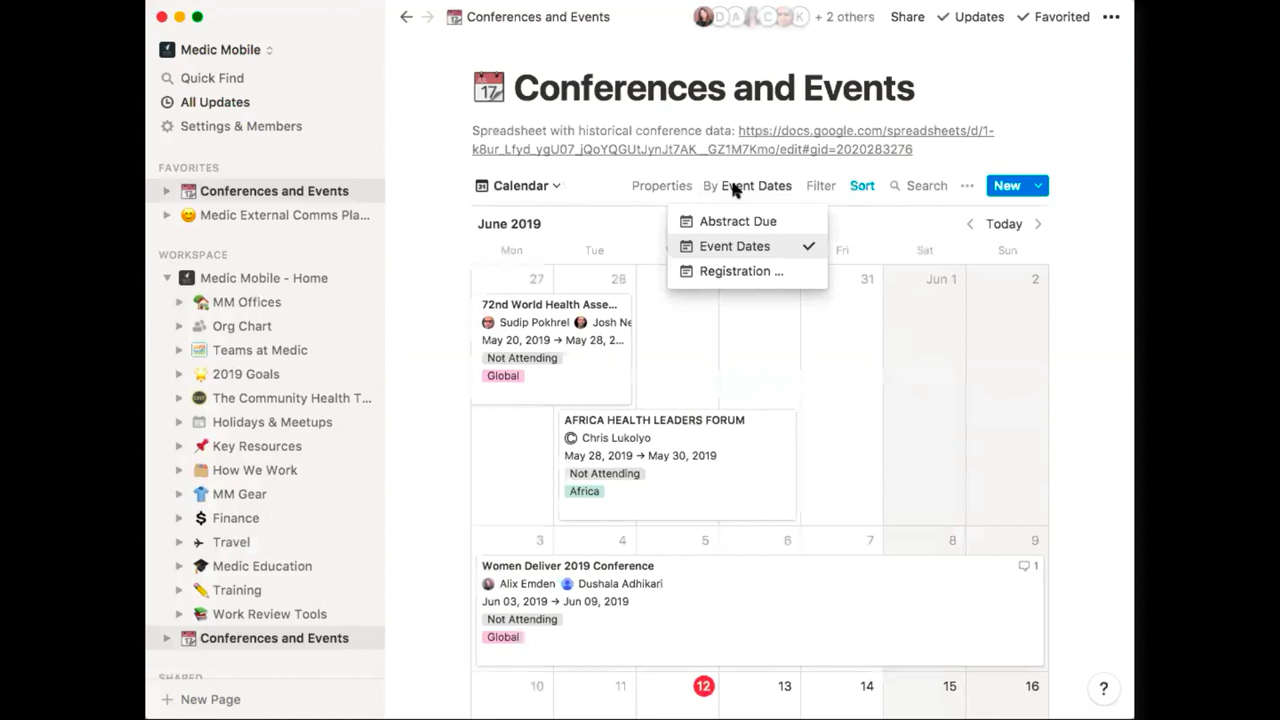 Conferences and Events
D A C K + 2 others
Share
Updates
Favorited
Medic Mobile
Quick Find
All Updates
Settings & Members
FAVORITES
Conferences and Events
Medic External Comms Pla...
WORKSPACE
Medic Mobile - Home
MM Offices
Org Chart
Teams at Medic
2019 Goals
The Community Health T...
Holidays & Meetups
Key Resources
How We Work
MM Gear
Finance
Travel
Medic Education
Training
Work Review Tools
Conferences and Events
SHARED
New Page
17 Conferences and Events
Spreadsheet with historical conference data: https://docs.google.com/spreadsheets/d/1-
k8ur_Lfyd_ygU07_jQoYQGUtJynJt7AK__GZ1M7Kmo/edit#gid=2020283276
31 Calendar
Properties
By Event Dates
Filter
Sort
Search
New
Abstract Due
Event Dates
Registration ...
June 2019
Today
Mon Tue Fri Sat Sun
27 28 31 Jun 1 2
72nd World Health Asse...
Sudip Pokhrel Josh Ne
May 20, 2019 → May 28, 2...
Not Attending
Global
AFRICA HEALTH LEADERS FORUM
Chris Lukolyo
May 28, 2019 → May 30, 2019
Not Attending
Africa
3 4 5 6 7 8 9
Women Deliver 2019 Conference
1
Alix Emden Dushala Adhikari
Jun 03, 2019 → Jun 09, 2019
Not Attending
Global
10 11 12 13 14 15 16
?